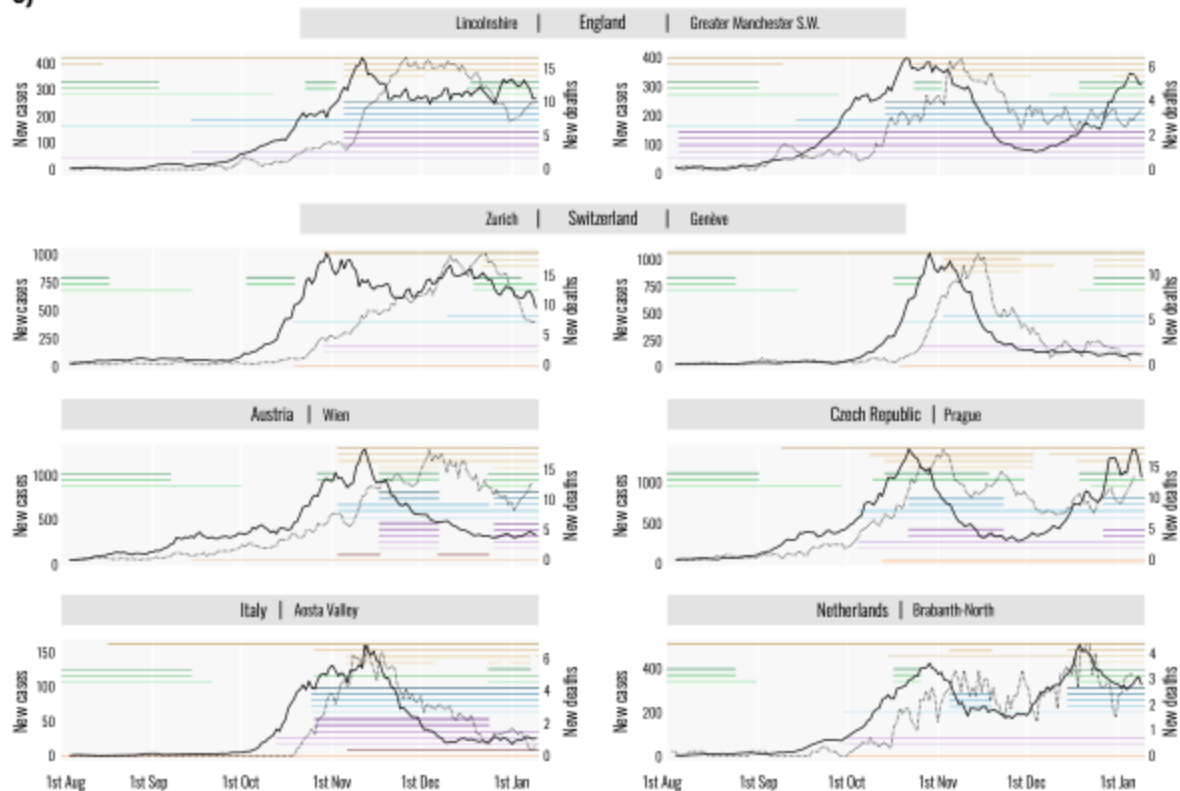 Lincolnshire | England | Greater Manchester S.W.
New cases
400
300
200
100
0
15
10
5
0
New deaths
New cases
400
300
200
100
0
6
4
2
0
New deaths
Zurich | Switzerland | Genève
New cases
1000
750
500
250
0
15
10
5
0
New deaths
New cases
1000
750
500
250
0
10
5
0
New deaths
Austria | Wien
Czech Republic | Prague
New cases
1000
500
0
15
10
5
0
New deaths
New cases
1000
500
0
15
10
5
0
New deaths
Italy | Aosta Valley
Netherlands | Brabanth-North
New cases
150
100
50
0
6
4
2
0
New deaths
New cases
400
200
0
4
3
2
1
0
New deaths
1st Aug 1st Sep 1st Oct 1st Nov 1st Dec 1st Jan
1st Aug 1st Sep 1st Oct 1st Nov 1st Dec 1st Jan